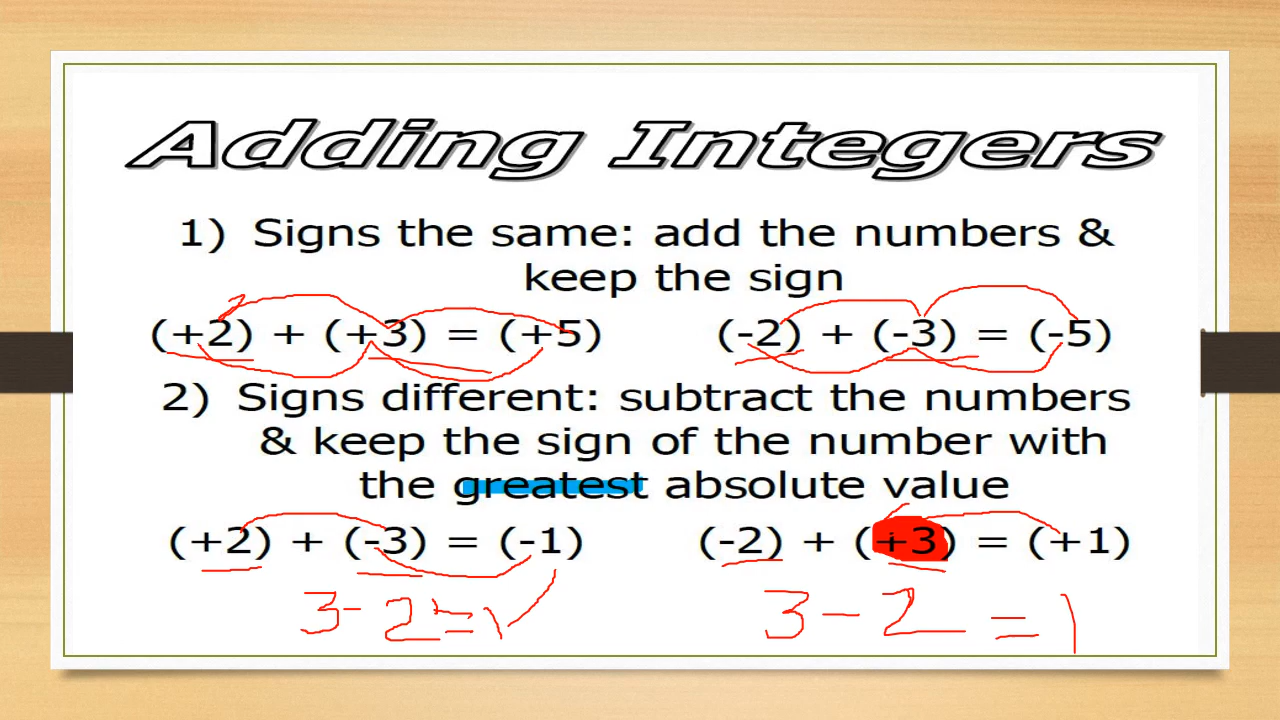 Adding Integers
1) Signs the same: add the numbers &
keep the sign
(+2) + (+3) = (+5) (-2) + (-3) = (-5)
2) Signs different: subtract the numbers
& keep the sign of the number with
the greatest absolute value
(+2) + (-3) = (-1) (-2) + (+3) = (+1)
3-2=1 3-2=1